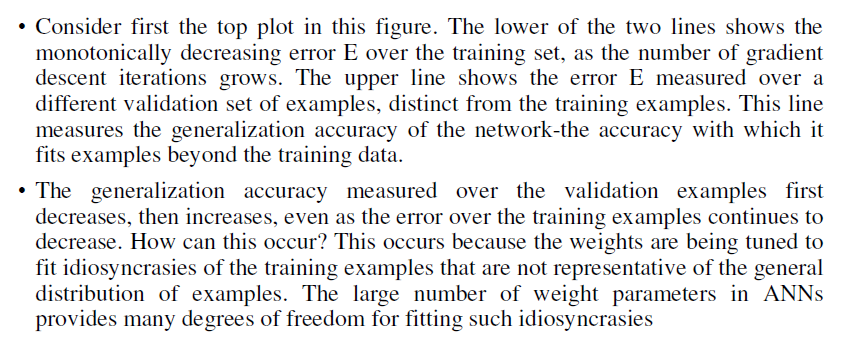 • Consider first the top plot in this figure. The lower of the two lines shows the
monotonically decreasing error E over the training set, as the number of gradient
descent iterations grows. The upper line shows the error E measured over a
different validation set of examples, distinct from the training examples. This line
measures the generalization accuracy of the network-the accuracy with which it
fits examples beyond the training data.
• The generalization accuracy measured over the validation examples first
decreases, then increases, even as the error over the training examples continues to
decrease. How can this occur? This occurs because the weights are being tuned to
fit idiosyncrasies of the training examples that are not representative of the general
distribution of examples. The large number of weight parameters in ANNs
provides many degrees of freedom for fitting such idiosyncrasies